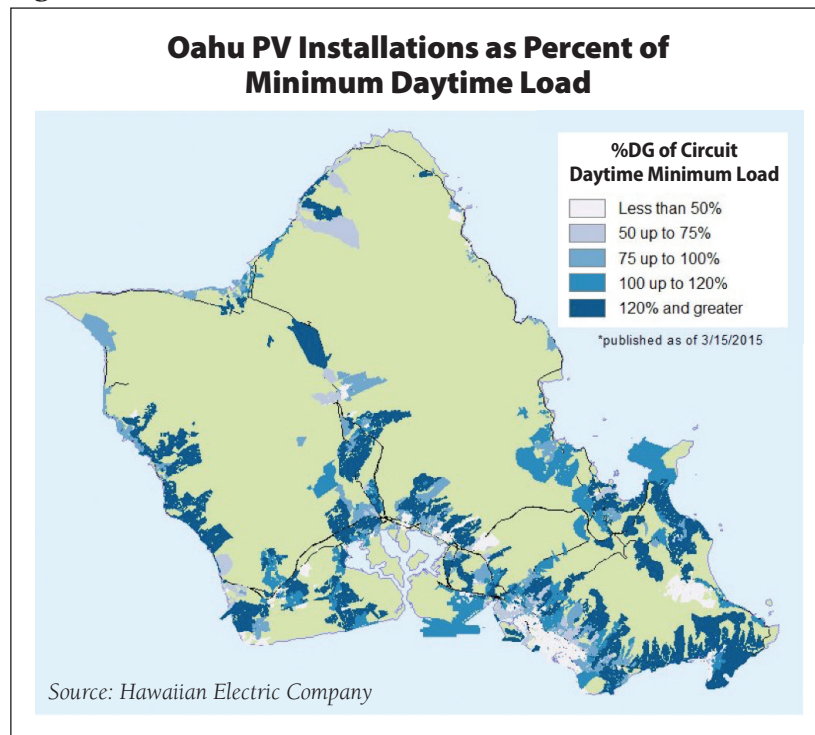 Oahu PV Installations as Percent of
Minimum Daytime Load
%DG of Circuit
Daytime Minimum Load
Less than 50%
50 up to 75%
75 up to 100%
100 up to 120%
120% and greater
*published as of 3/15/2015
Source: Hawaiian Electric Company